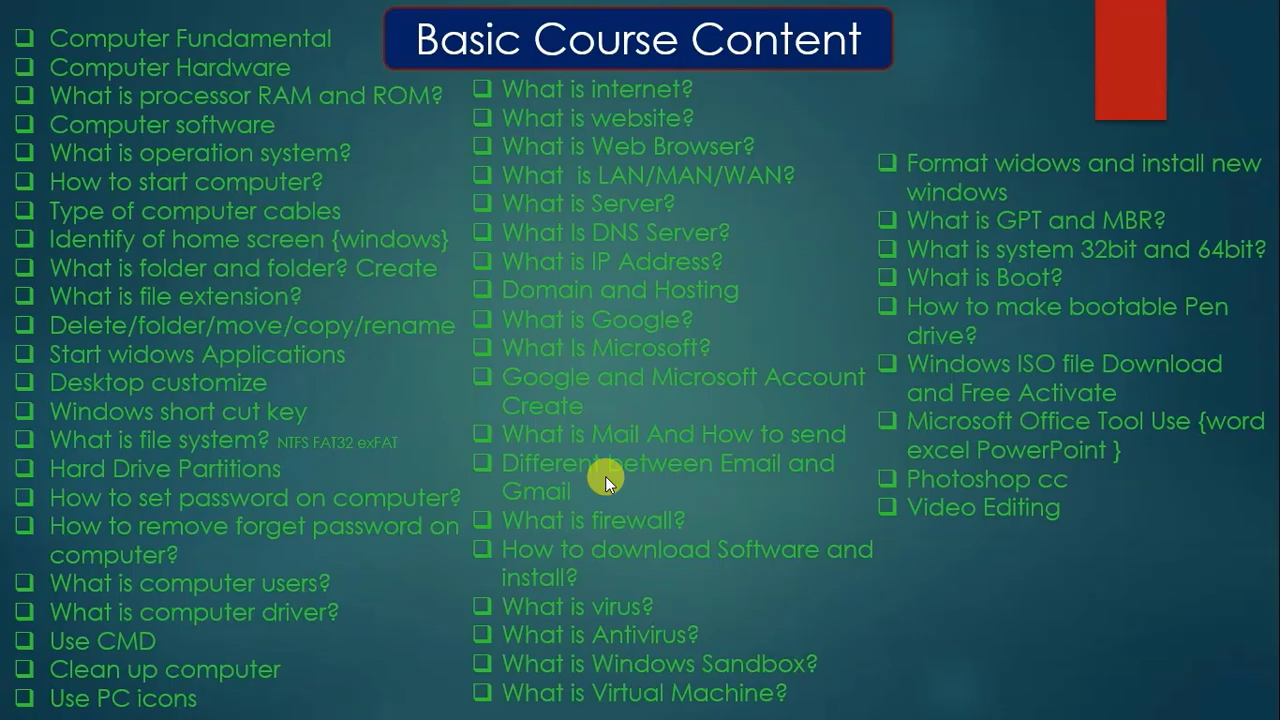 Basic Course Content
Computer Fundamental
Computer Hardware
What is processor RAM and ROM?
Computer software
What is operation system?
How to start computer?
Type of computer cables
Identify of home screen {windows}
What is folder and folder? Create
What is file extension?
Delete/folder/move/copy/rename
Start widows Applications
Desktop customize
Windows short cut key
What is file system? NTFS FAT32 exFAT
Hard Drive Partitions
How to set password on computer?
How to remove forget password on
computer?
What is computer users?
What is computer driver?
Use CMD
Clean up computer
Use PC icons
What is internet?
What is website?
What is Web Browser?
What is LAN/MAN/WAN?
What is Server?
What Is DNS Server?
What is IP Address?
Domain and Hosting
What is Google?
What Is Microsoft?
Google and Microsoft Account
Create
What is Mail And How to send
Different between Email and
Gmail
What is firewall?
How to download Software and
install?
What is virus?
What is Antivirus?
What is Windows Sandbox?
What is Virtual Machine?
Format widows and install new
windows
What is GPT and MBR?
What is system 32bit and 64bit?
What is Boot?
How to make bootable Pen
drive?
Windows ISO file Download
and Free Activate
Microsoft Office Tool Use {word
excel PowerPoint }
Photoshop cc
Video Editing